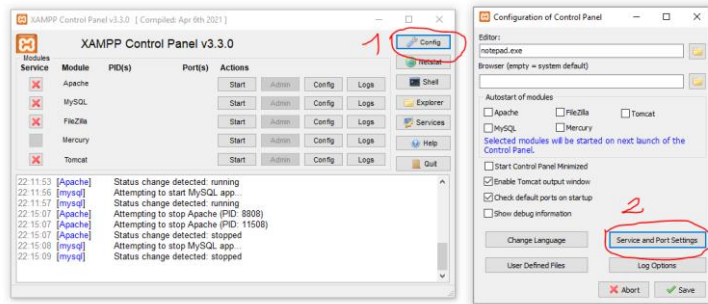 XAMPP Control Panel v3.3.0 [ Compiled: Apr 6th 2021 ]
XAMPP Control Panel v3.3.0
1
Config
Modules
Service Module PID(s) Port(s) Actions
Netstat
Apache Start Admin Config Logs
Shell
MySQL Start Admin Config Logs
Explorer
FileZilla Start Admin Config Logs
Services
Mercury Start Admin Config Logs
Help
Tomcat Start Admin Config Logs
Quit
22:11:53 [Apache] Status change detected: running
22:11:56 [mysql] Attempting to start MySQL app...
22:11:57 [mysql] Status change detected: running
22:15:07 [Apache] Attempting to stop Apache (PID: 8808)
22:15:07 [Apache] Attempting to stop Apache (PID: 11508)
22:15:07 [Apache] Status change detected: stopped
22:15:08 [mysql] Attempting to stop MySQL app...
22:15:09 [mysql] Status change detected: stopped
Configuration of Control Panel
Editor:
notepad.exe
Browser (empty = system default)
Autostart of modules
Apache FileZilla Tomcat
MySQL Mercury
Selected modules will be started on next launch of the
Control Panel.
Start Control Panel Minimized
Enable Tomcat output window
Check default ports on startup
Show debug information
2
Change Language Service and Port Settings
User Defined Files Log Options
Abort Save